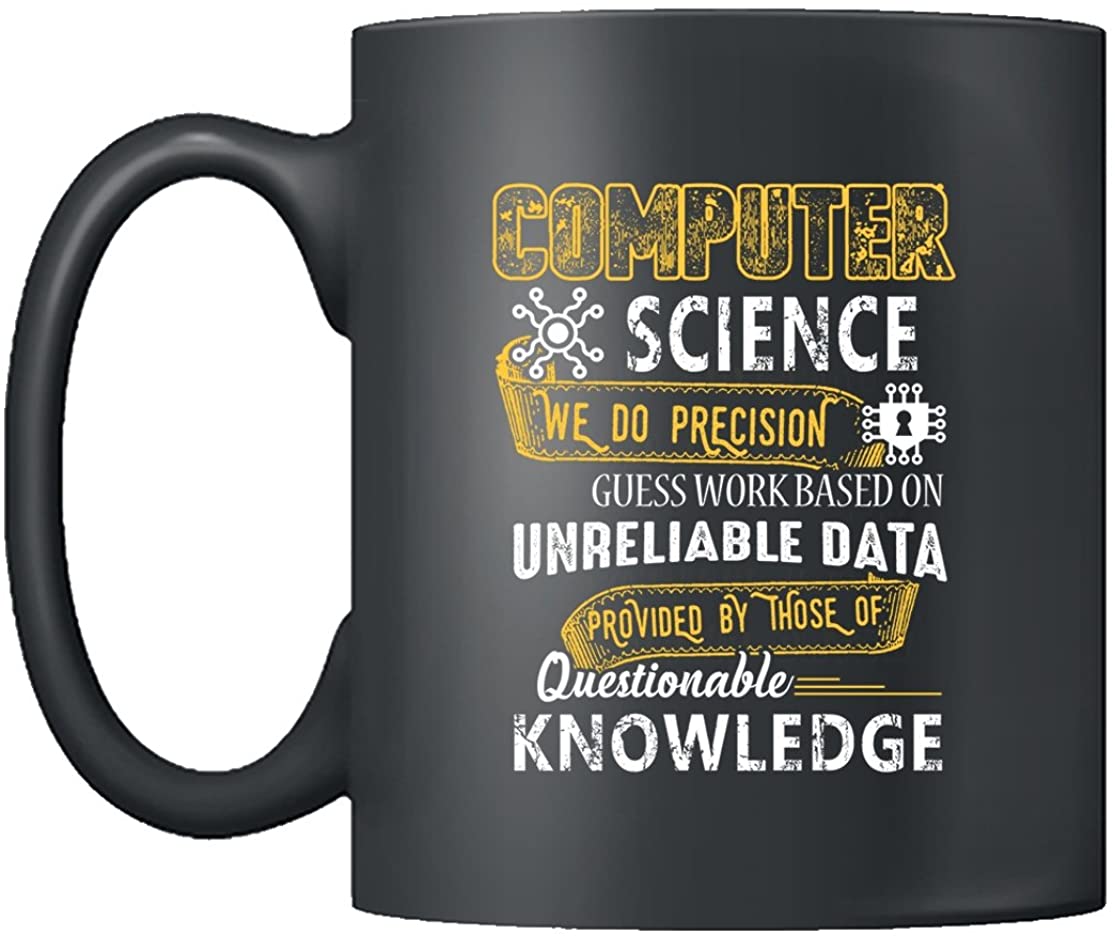 COMPUTER
SCIENCE
WE DO PRECISION
GUESS WORK BASED ON
UNRELIABLE DATA
PROVIDED BY THOSE OF
Questionable
KNOWLEDGE